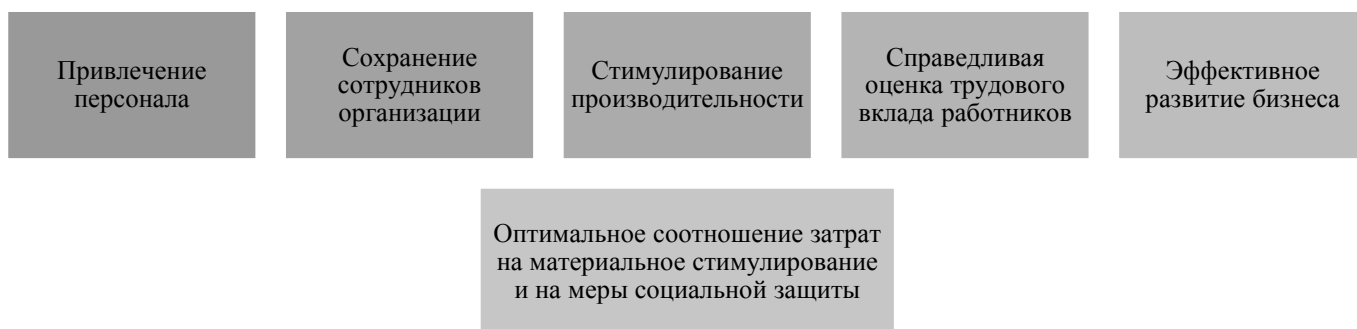 Привлечение
персонала
Сохранение
сотрудников
организации
Стимулирование
производительности
Справедливая
оценка трудового
вклада работников
Эффективное
развитие бизнеса
Оптимальное соотношение затрат
на материальное стимулирование
и на меры социальной защиты